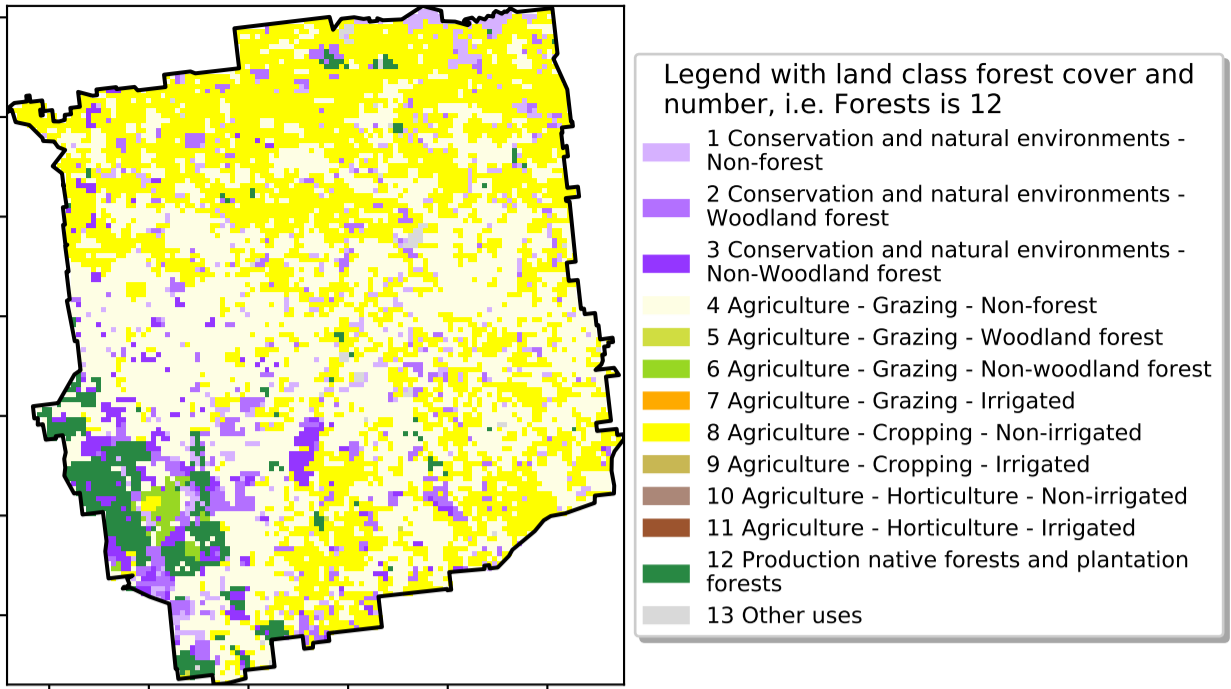 Legend with land class forest cover and
number, i.e. Forests is 12
1 Conservation and natural environments -
Non-forest
2 Conservation and natural environments -
Woodland forest
3 Conservation and natural environments -
Non-Woodland forest
4 Agriculture - Grazing - Non-forest
5 Agriculture - Grazing - Woodland forest
6 Agriculture - Grazing - Non-woodland forest
7 Agriculture - Grazing - Irrigated
8 Agriculture - Cropping - Non-irrigated
9 Agriculture - Cropping - Irrigated
10 Agriculture - Horticulture - Non-irrigated
11 Agriculture - Horticulture - Irrigated
12 Production native forests and plantation
forests
13 Other uses